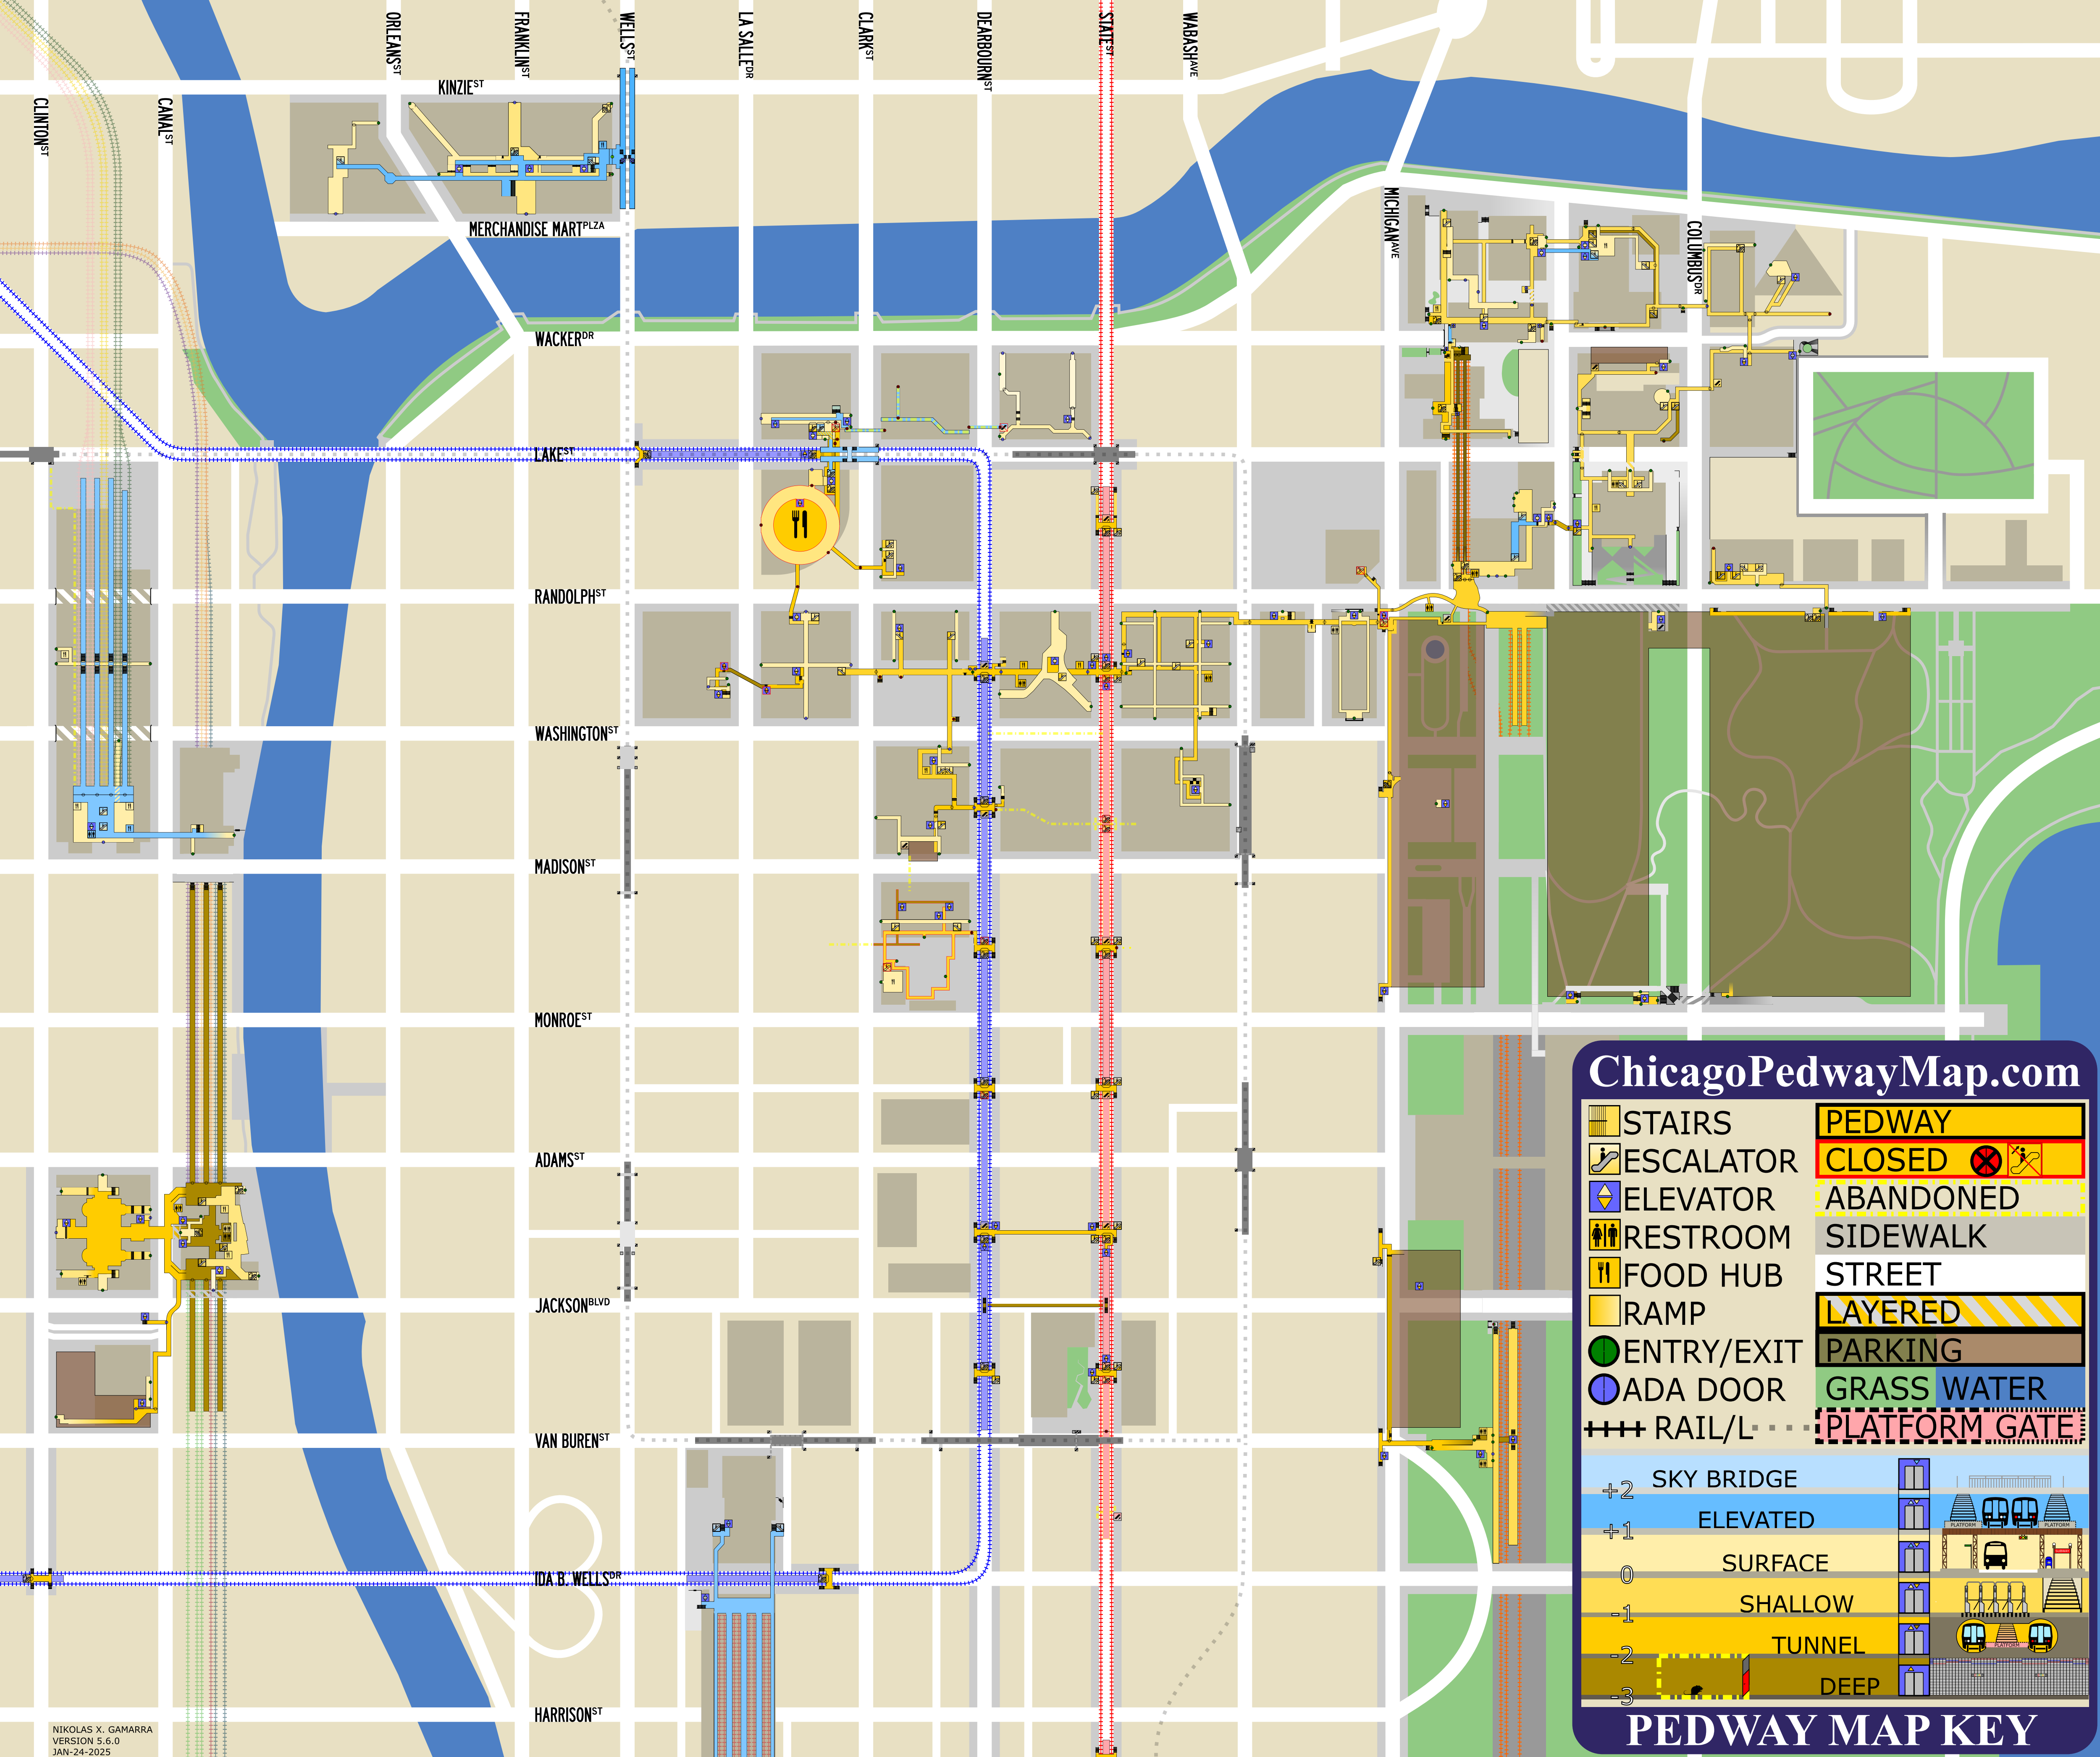 ORLEANS ST
FRANKLIN ST
WELLS ST
LA SALLE DR
CLARK ST
DEARBOURN ST
STATE ST
WABASH AVE
CLINTON ST
CANAL ST
KINZIE ST
MERCHANDISE MART PLZA
MICHIGAN AVE
COLUMBUS DR
WACKER DR
LAKE ST
RANDOLPH ST
WASHINGTON ST
MADISON ST
MONROE ST
ADAMS ST
JACKSON BLVD
VAN BUREN ST
IDA B. WELLS DR
HARRISON ST
ChicagoPedwayMap.com
STAIRS
PEDWAY
ESCALATOR
CLOSED
ELEVATOR
ABANDONED
RESTROOM
SIDEWALK
FOOD HUB
STREET
RAMP
LAYERED
ENTRY/EXIT
PARKING
ADA DOOR
GRASS WATER
RAIL/L
PLATFORM GATE
SKY BRIDGE
+2
ELEVATED
PLATFORM PLATFORM
+1
SURFACE
0
SHALLOW
-1
TUNNEL
PLATFORM
-2
DEEP
-3
PEDWAY MAP KEY
NIKOLAS X. GAMARRA
VERSION 5.6.0
JAN-24-2025